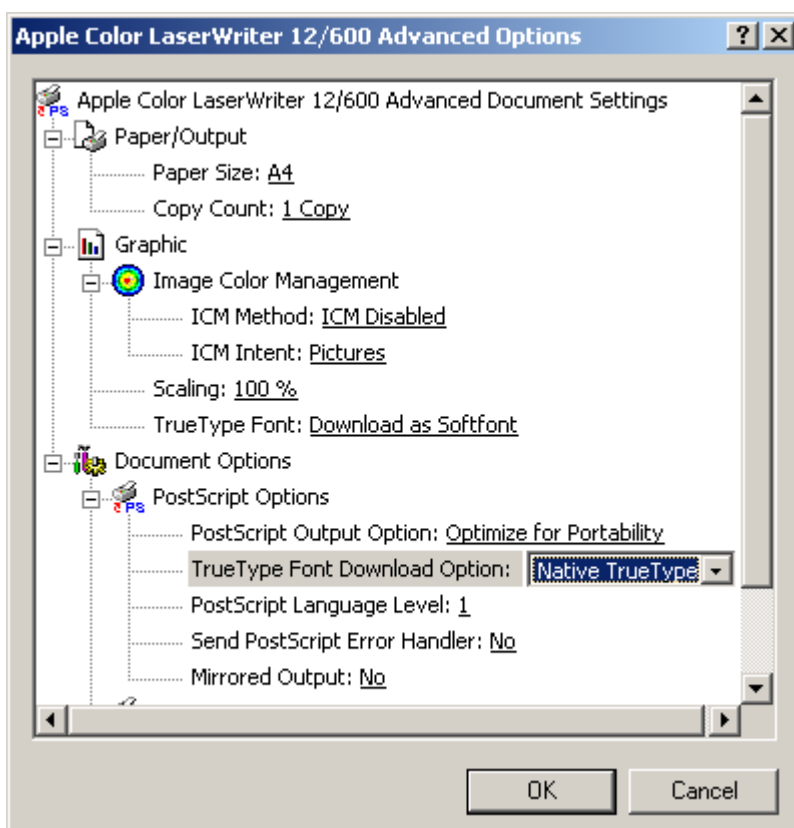 Apple Color LaserWriter 12/600 Advanced Options
Apple Color LaserWriter 12/600 Advanced Document Settings
Paper/Output
Paper Size: A4
Copy Count: 1 Copy
Graphic
Image Color Management
ICM Method: ICM Disabled
ICM Intent: Pictures
Scaling: 100 %
TrueType Font: Download as Softfont
Document Options
PostScript Options
PostScript Output Option: Optimize for Portability
TrueType Font Download Option: Native TrueType
PostScript Language Level: 1
Send PostScript Error Handler: No
Mirrored Output: No
OK Cancel